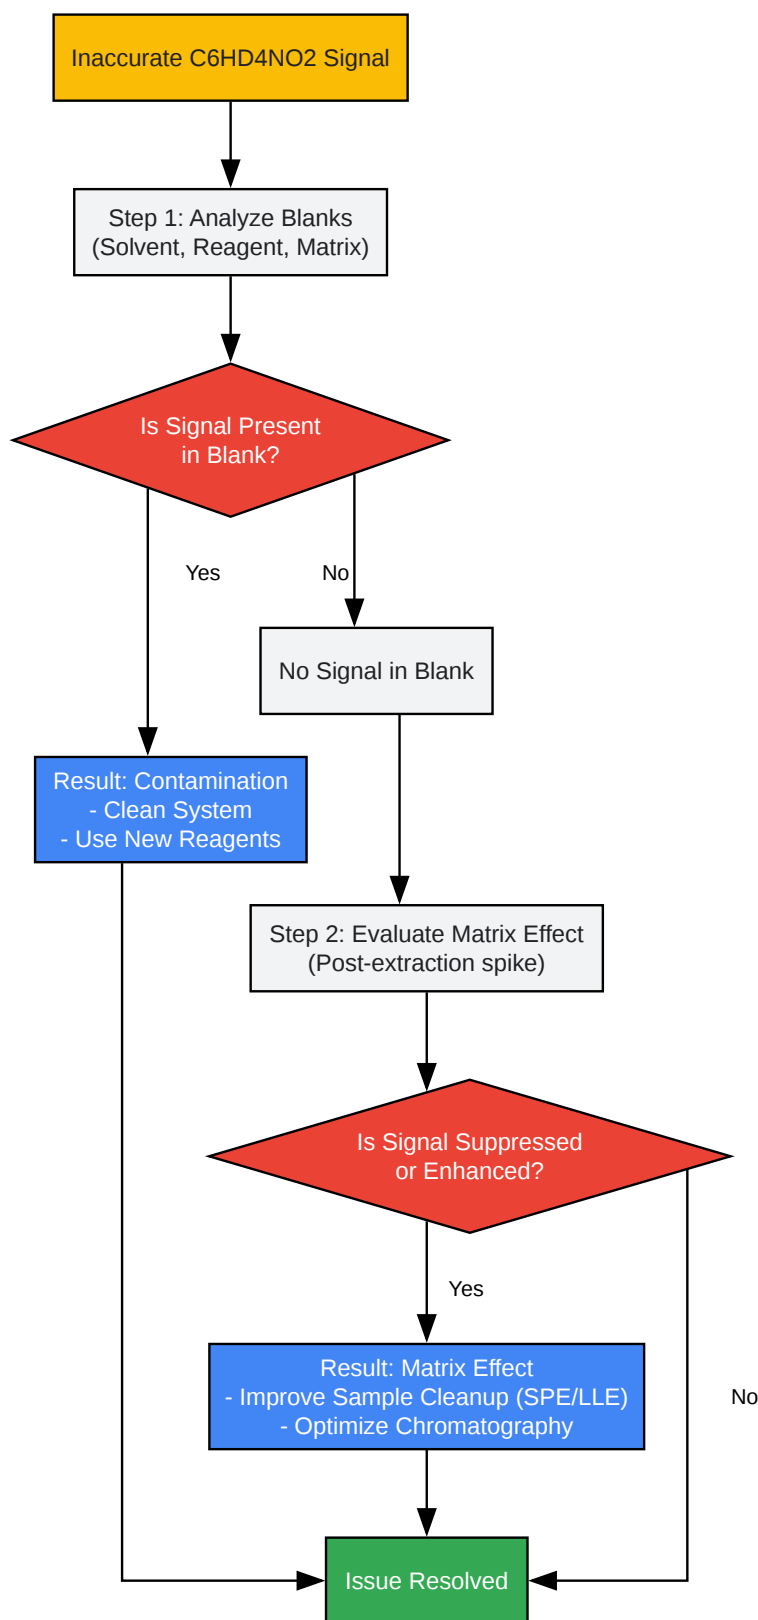 Inaccurate C6HD4NO2 Signal
Step 1: Analyze Blanks
(Solvent, Reagent, Matrix)
Is Signal Present
in Blank?
Yes
No
No Signal in Blank
Result: Contamination
- Clean System
- Use New Reagents
Step 2: Evaluate Matrix Effect
(Post-extraction spike)
Is Signal Suppressed
or Enhanced?
Yes
Result: Matrix Effect
- Improve Sample Cleanup (SPE/LLE)
- Optimize Chromatography
No
Issue Resolved